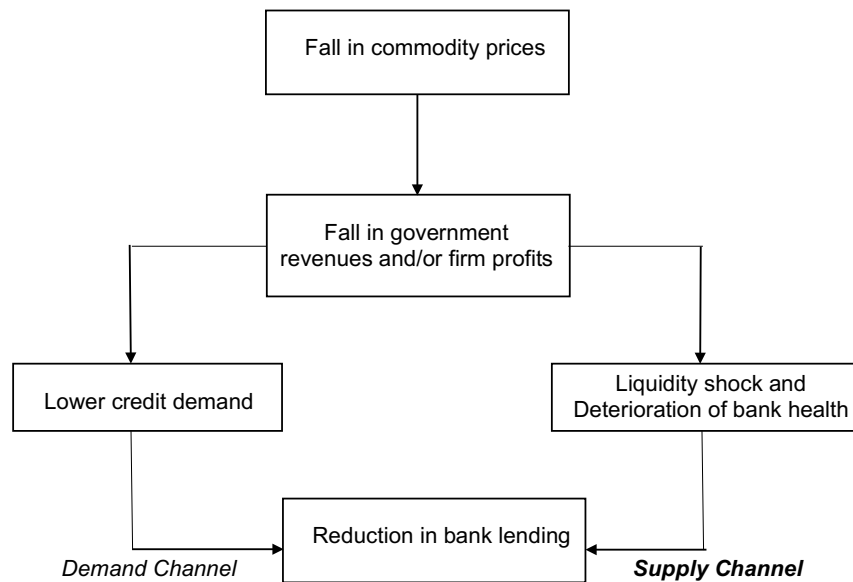 Fall in commodity prices
Fall in government
revenues and/or firm profits
Lower credit demand
Liquidity shock and
Deterioration of bank health
Reduction in bank lending
Demand Channel
Supply Channel